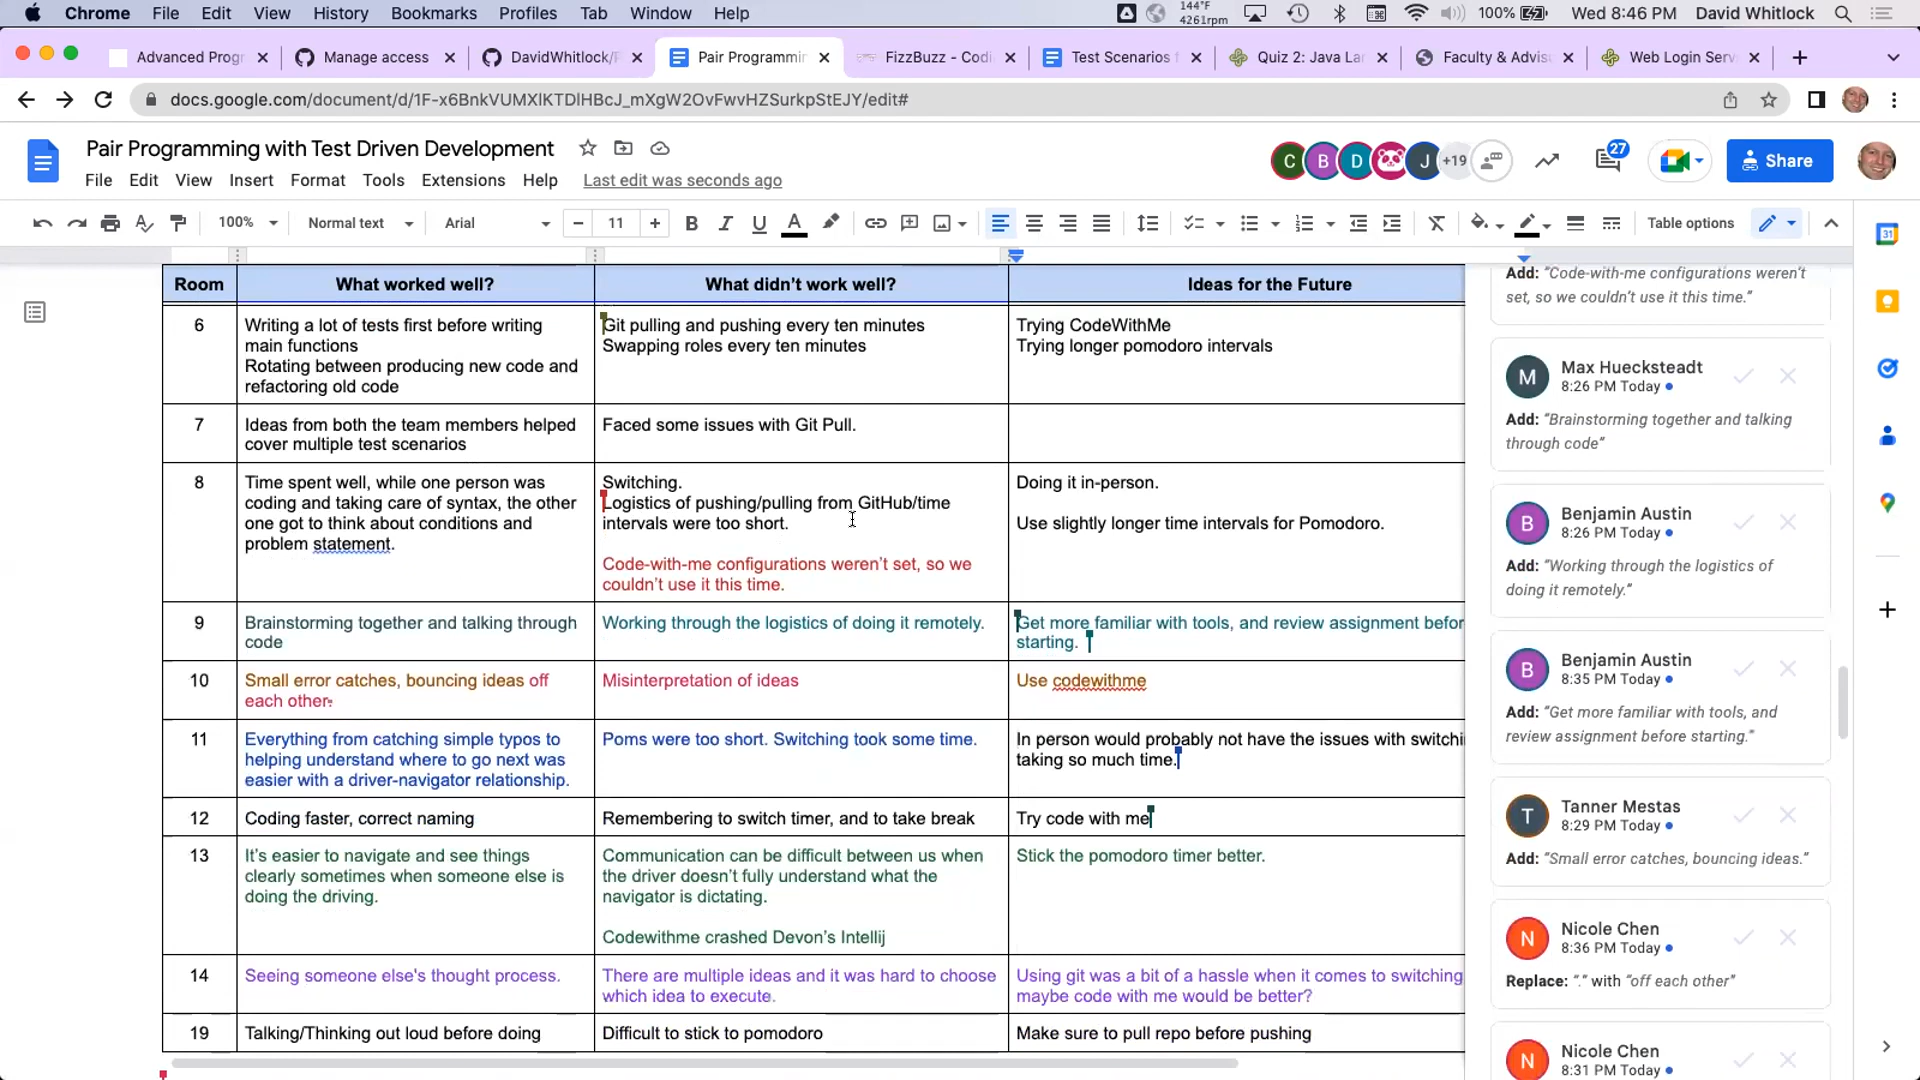 Chrome File Edit View History Bookmarks Profiles Tab Window Help 144°F 4261rpm 100% Wed 8:46 PM David Whitlock
Advanced Prog Manage access DavidWhitlock/P Pair Programmin FizzBuzz - Codi Test Scenarios f Quiz 2: Java Lan Faculty & Advis Web Login Serv
docs.google.com/document/d/1F-x6BnkVUMXlKTDlHBcJ_mXgW2OvFwvHZSurkpStEJY/edit#
Pair Programming with Test Driven Development
C B D J +19 27 Share
File Edit View Insert Format Tools Extensions Help Last edit was seconds ago
100% Normal text Arial 11 B I U A Table options
31
Room What worked well? What didn't work well? Ideas for the Future
6
Writing a lot of tests first before writing
main functions
Rotating between producing new code and
refactoring old code
Git pulling and pushing every ten minutes
Swapping roles every ten minutes
Trying CodeWithMe
Trying longer pomodoro intervals
7
Ideas from both the team members helped
cover multiple test scenarios
Faced some issues with Git Pull.
8
Time spent well, while one person was
coding and taking care of syntax, the other
one got to think about conditions and
problem statement.
Switching.
Logistics of pushing/pulling from GitHub/time
intervals were too short.
Code-with-me configurations weren't set, so we
couldn't use it this time.
Doing it in-person.
Use slightly longer time intervals for Pomodoro.
9
Brainstorming together and talking through
code
Working through the logistics of doing it remotely.
Get more familiar with tools, and review assignment befor
starting.
10
Small error catches, bouncing ideas off
each other.
Misinterpretation of ideas
Use codewithme
11
Everything from catching simple typos to
helping understand where to go next was
easier with a driver-navigator relationship.
Poms were too short. Switching took some time.
In person would probably not have the issues with switchi
taking so much time.
12
Coding faster, correct naming
Remembering to switch timer, and to take break
Try code with me
13
It's easier to navigate and see things
clearly sometimes when someone else is
doing the driving.
Communication can be difficult between us when
the driver doesn't fully understand what the
navigator is dictating.
Codewithme crashed Devon's Intellij
Stick the pomodoro timer better.
14
Seeing someone else's thought process.
There are multiple ideas and it was hard to choose
which idea to execute.
Using git was a bit of a hassle when it comes to switching
maybe code with me would be better?
19
Talking/Thinking out loud before doing
Difficult to stick to pomodoro
Make sure to pull repo before pushing
Add: "Code-with-me configurations weren't
set, so we couldn't use it this time."
M
Max Huecksteadt
8:26 PM Today
Add: "Brainstorming together and talking
through code"
B
Benjamin Austin
8:26 PM Today
Add: "Working through the logistics of
doing it remotely."
B
Benjamin Austin
8:35 PM Today
Add: "Get more familiar with tools, and
review assignment before starting."
T
Tanner Mestas
8:29 PM Today
Add: "Small error catches, bouncing ideas."
N
Nicole Chen
8:36 PM Today
Replace: "." with "off each other"
N
Nicole Chen
8:31 PM Today